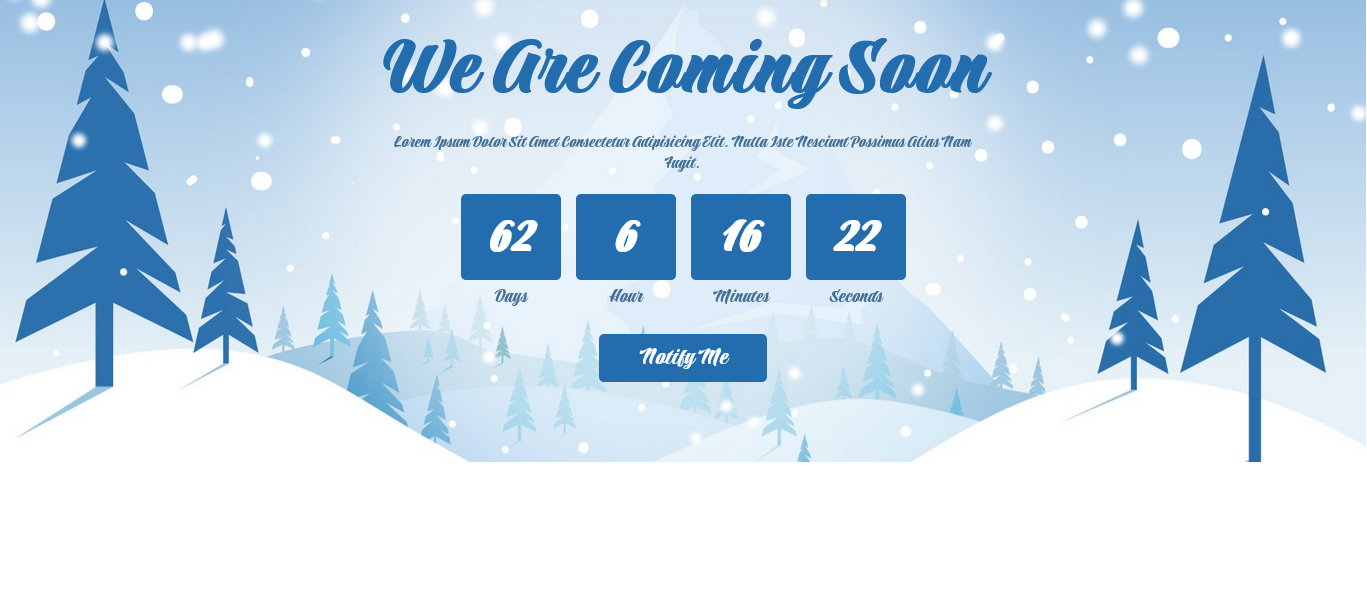 We Are Coming Soon
Lorem Ipsum Dolor Sit Amet Consectetur Adipisicing Elit. Nulla Iste Nesciunt Possimus Alias Nam
Fugit.
62 6 16 22
Days Hour Minutes Seconds
Notify Me